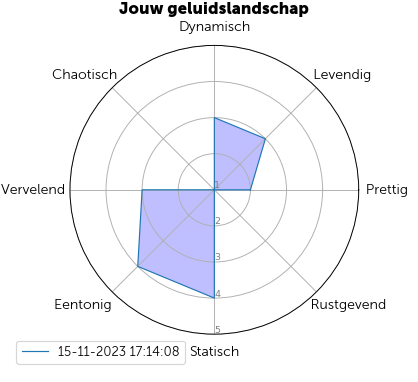 Jouw geluidslandschap
Dynamisch
Chaotisch
Levendig
Vervelend
1
Prettig
2
3
Eentonig
4
Rustgevend
5
15-11-2023 17:14:08
Statisch